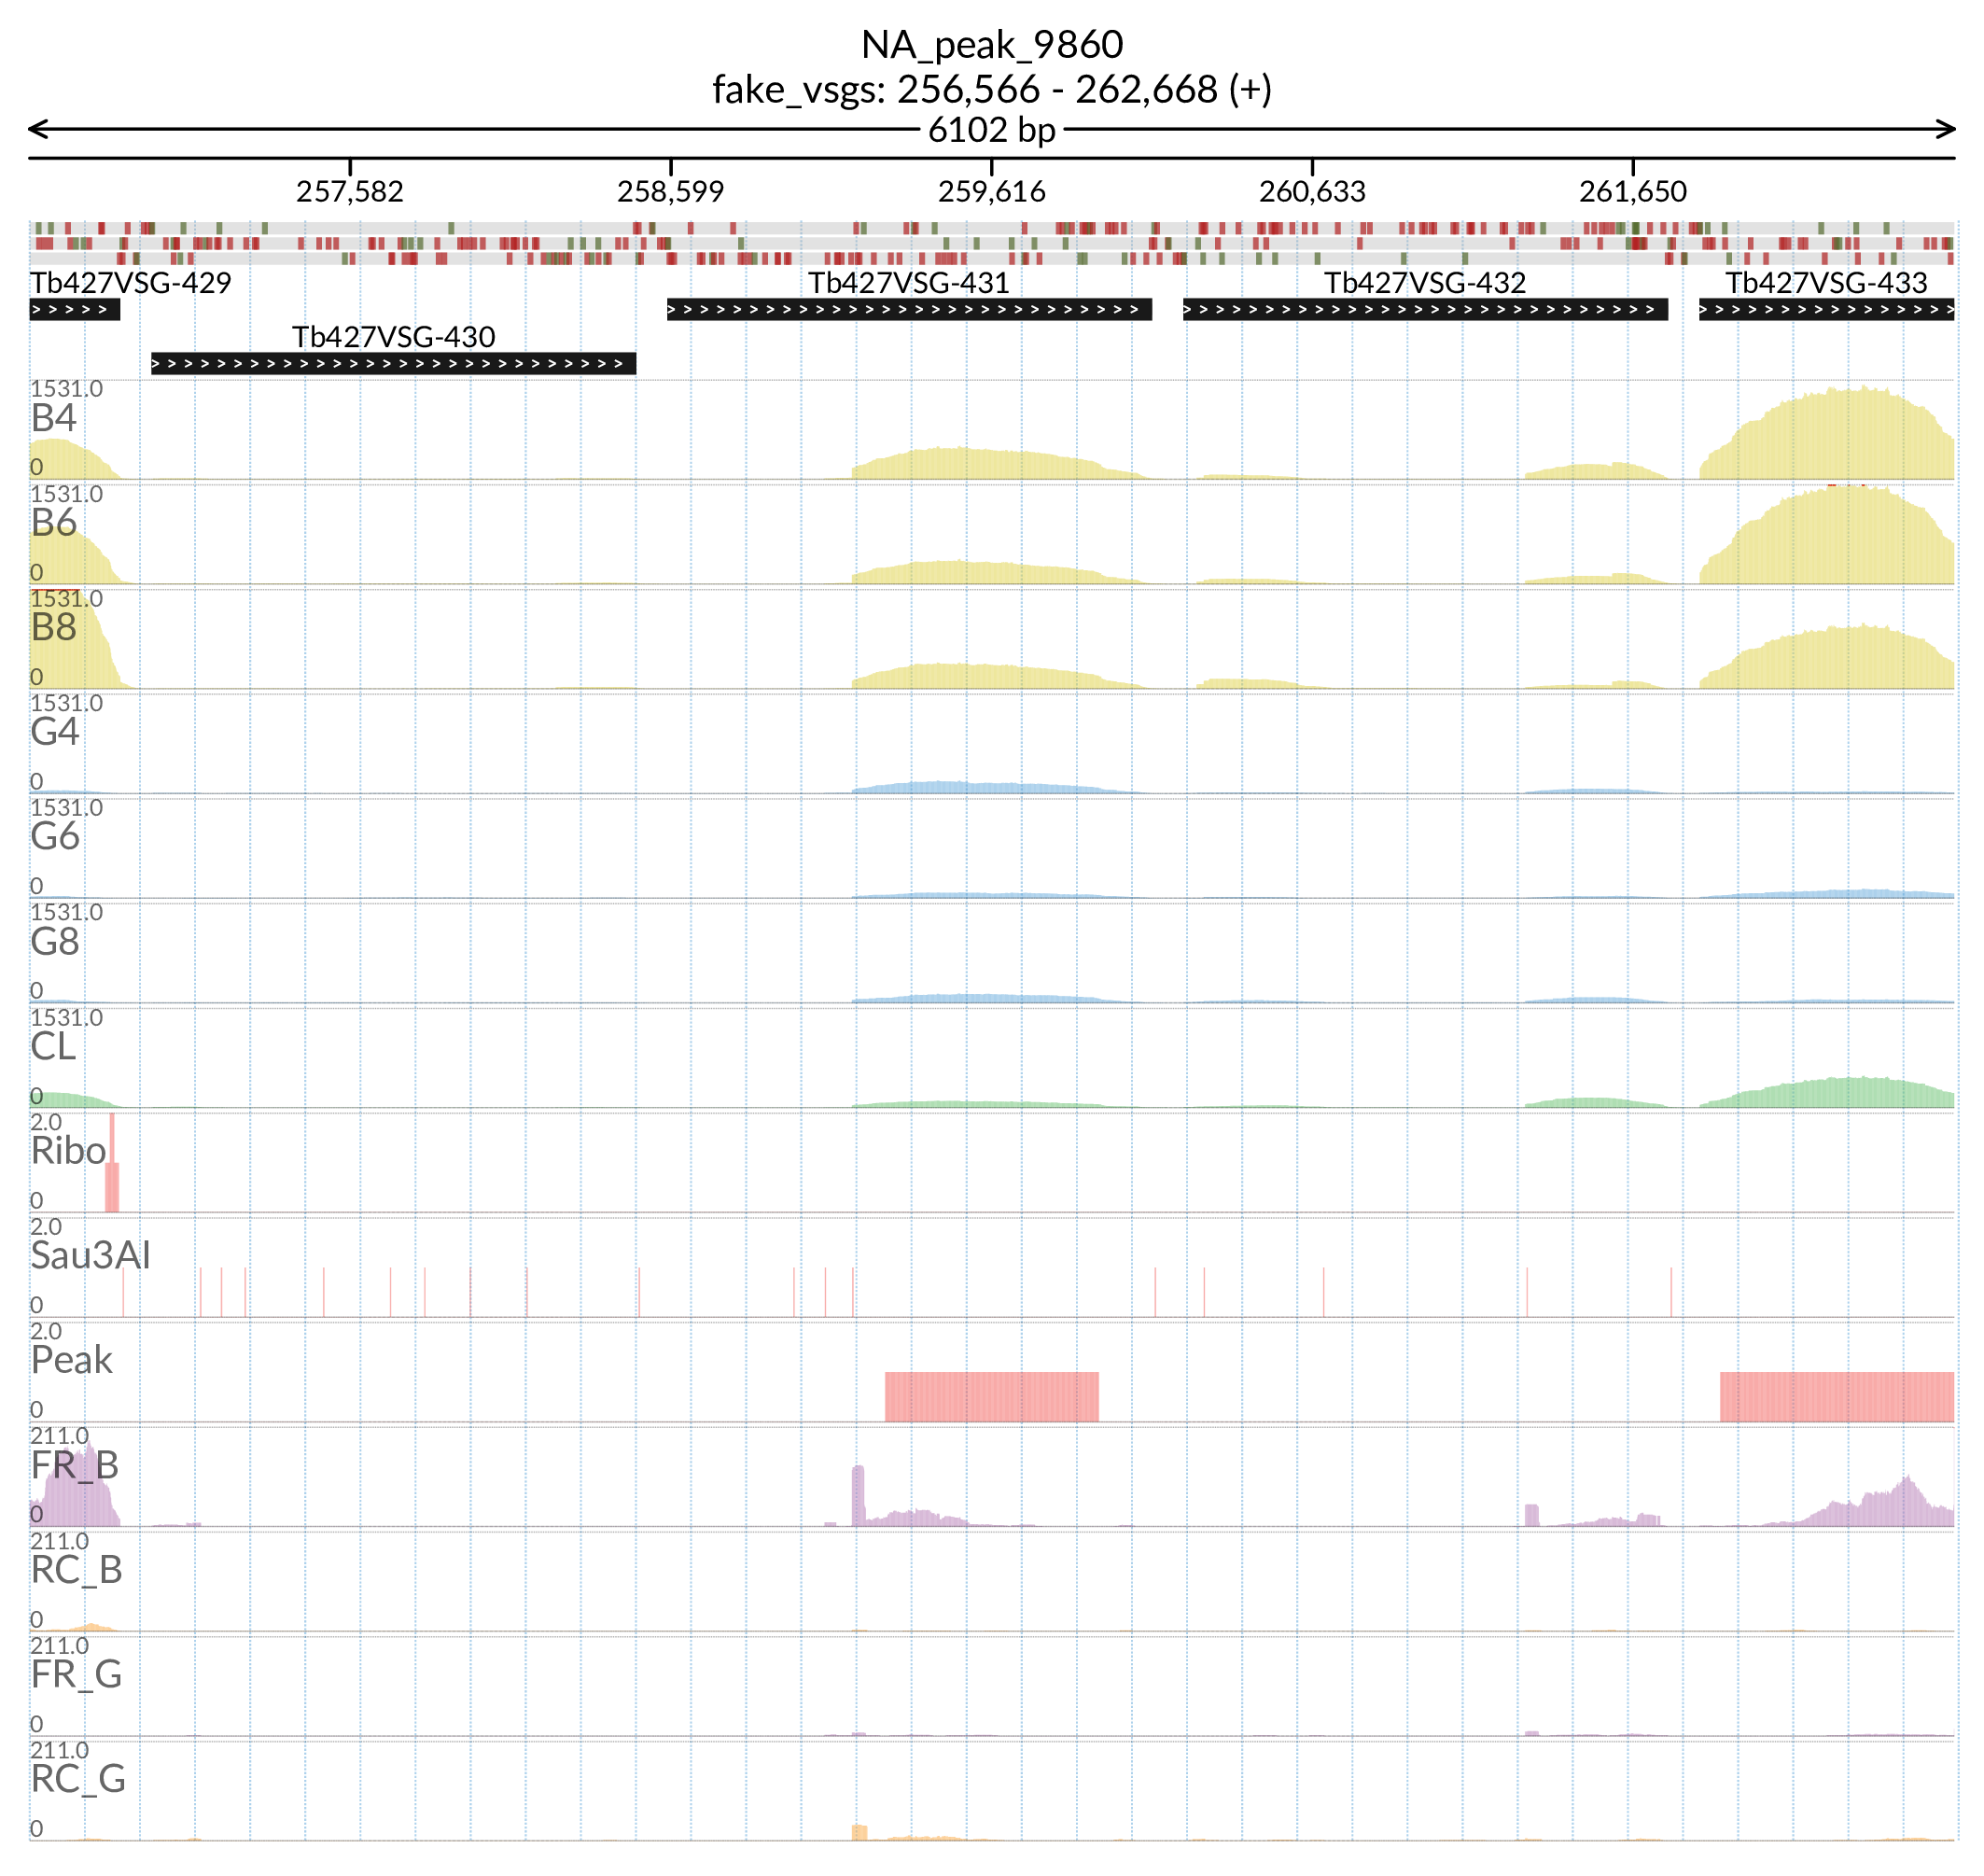 NA_peak_9860
fake_vsgs: 256,566 - 262,668 (+)
6102 bp
257,582 258,599 259,616 260,633 261,650
Tb427VSG-429 Tb427VSG-431 Tb427VSG-432 Tb427VSG-433
Tb427VSG-430
1531.0
B4
0
1531.0
B6
0
1531.0
B8
0
1531.0
G4
0
1531.0
G6
0
1531.0
G8
0
1531.0
CL
0
2.0
Ribo
0
2.0
Sau3AI
0
2.0
Peak
0
211.0
FR_B
0
211.0
RC_B
0
211.0
FR_G
0
211.0
RC_G
0